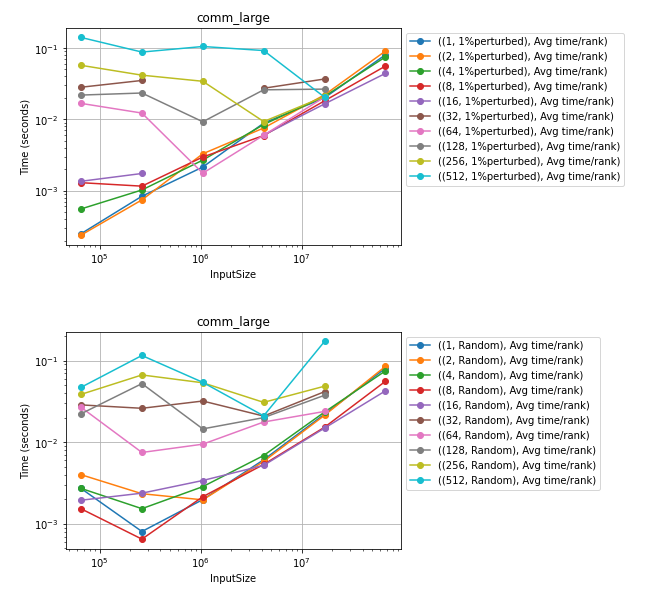 comm_large
Time (seconds)
10⁻¹
10⁻²
10⁻³
10⁵
10⁶
10⁷
InputSize
((1, 1%perturbed), Avg time/rank)
((2, 1%perturbed), Avg time/rank)
((4, 1%perturbed), Avg time/rank)
((8, 1%perturbed), Avg time/rank)
((16, 1%perturbed), Avg time/rank)
((32, 1%perturbed), Avg time/rank)
((64, 1%perturbed), Avg time/rank)
((128, 1%perturbed), Avg time/rank)
((256, 1%perturbed), Avg time/rank)
((512, 1%perturbed), Avg time/rank)
comm_large
Time (seconds)
10⁻¹
10⁻²
10⁻³
10⁵
10⁶
10⁷
InputSize
((1, Random), Avg time/rank)
((2, Random), Avg time/rank)
((4, Random), Avg time/rank)
((8, Random), Avg time/rank)
((16, Random), Avg time/rank)
((32, Random), Avg time/rank)
((64, Random), Avg time/rank)
((128, Random), Avg time/rank)
((256, Random), Avg time/rank)
((512, Random), Avg time/rank)